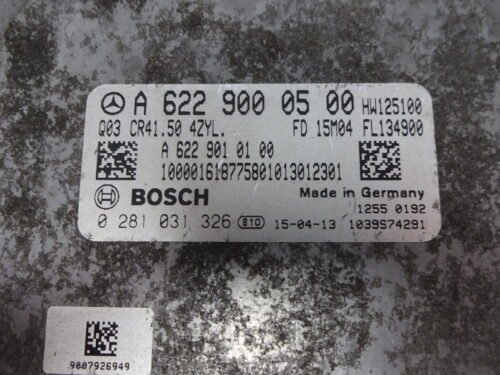 A 622 900 05 00 HW125100
Q03 CR41.50 4ZYL. FD 15M04 FL134900
A 622 901 01 00
100001618775801013012301
BOSCH Made in Germany
1255 0192
0 281 031 326 810 15-04-13 1039S74291
9007926949